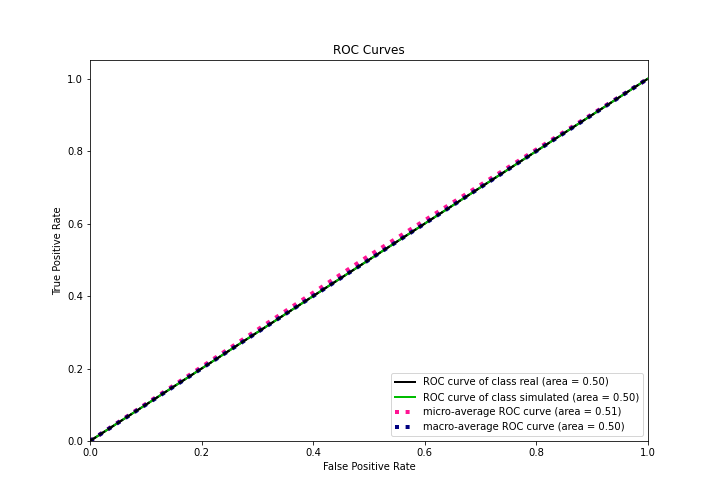 ROC Curves
True Positive Rate
1.0
0.8
0.6
0.4
0.2
0.0
0.0 0.2 0.4 0.6 0.8 1.0
False Positive Rate
ROC curve of class real (area = 0.50)
ROC curve of class simulated (area = 0.50)
micro-average ROC curve (area = 0.51)
macro-average ROC curve (area = 0.50)